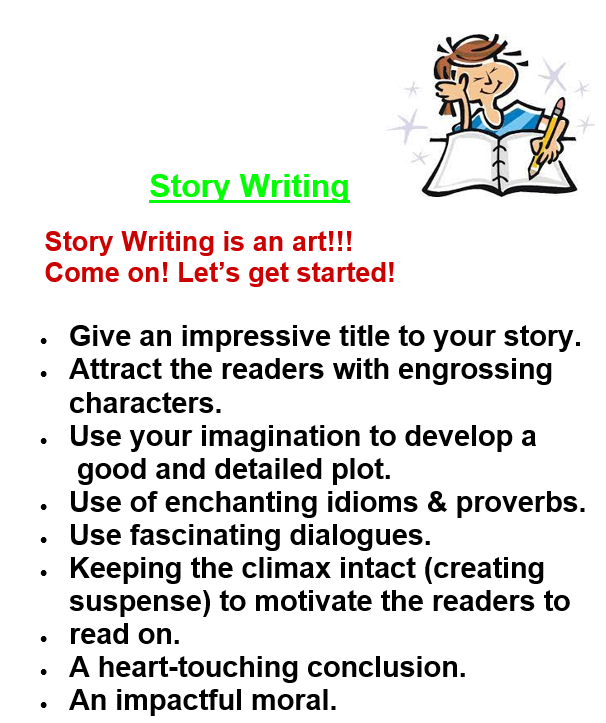 Story Writing
Story Writing is an art!!!
Come on! Let’s get started!
• Give an impressive title to your story.
• Attract the readers with engrossing
characters.
• Use your imagination to develop a
good and detailed plot.
• Use of enchanting idioms & proverbs.
• Use fascinating dialogues.
• Keeping the climax intact (creating
suspense) to motivate the readers to
• read on.
• A heart-touching conclusion.
• An impactful moral.